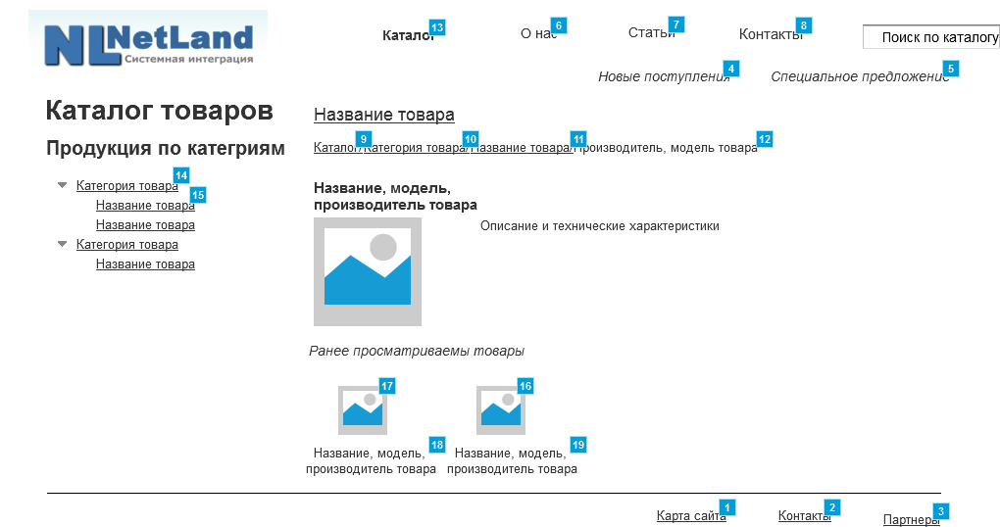 NL NetLand
Системная интеграция
Каталог 13 О нас 6 Статьи 7 Контакты 8 Поиск по каталогу
Новые поступления 4 Специальное предложение 5
Каталог товаров
Название товара
Продукция по категриям
Каталог/ 9 Категория товара/ 10 Название товара/ 11 Производитель, модель товара 12
Категория товара 14
Название товара 15
Название товара
Категория товара
Название товара
Название, модель,
производитель товара
Описание и технические характеристики
Ранее просматриваемы товары
17 16
Название, модель, 18 Название, модель, 19
производитель товара производитель товара
Карта сайта 1 Контакты 2 Партнеры 3